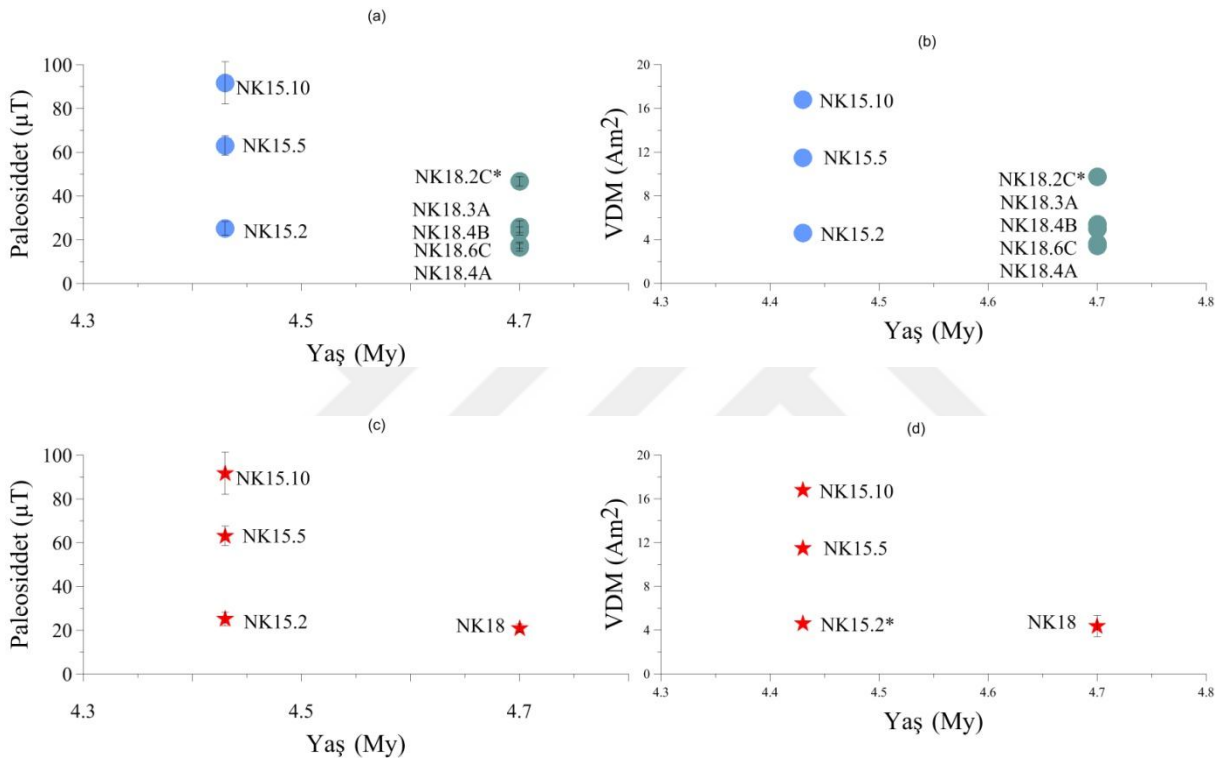 (a)
Paleosiddet (µT)
100
80
60
40
20
0
NK15.10
NK15.5
NK15.2
NK18.2C*
NK18.3A
NK18.4B
NK18.6C
NK18.4A
4.3
4.5
4.7
Yaş (My)
(b)
VDM (Am2)
20
16
12
8
4
0
NK15.10
NK15.5
NK15.2
NK18.2C*
NK18.3A
NK18.4B
NK18.6C
NK18.4A
4.3
4.4
4.5
4.6
4.7
4.8
Yaş (My)
(c)
Paleosiddet (µT)
100
80
60
40
20
0
NK15.10
NK15.5
NK15.2
NK18
4.3
4.5
4.7
Yaş (My)
(d)
VDM (Am2)
20
16
12
8
4
0
NK15.10
NK15.5
NK15.2*
NK18
4.3
4.4
4.5
4.6
4.7
4.8
Yaş (My)